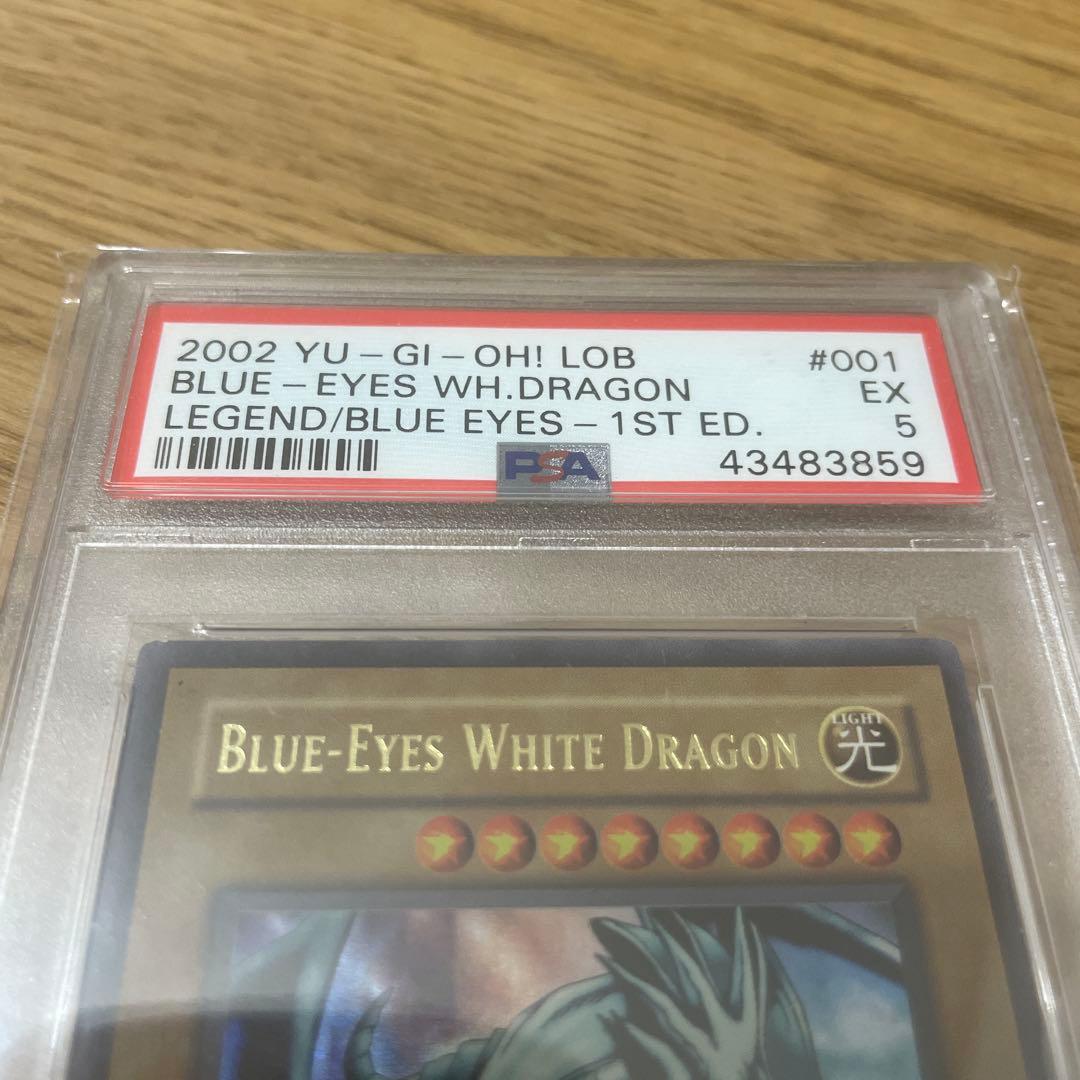 2002 YU-GI-OH! LOB #001
BLUE-EYES WH.DRAGON EX
LEGEND/BLUE EYES-1ST ED. 5
PSA 43483859
BLUE-EYES WHITE DRAGON
LIGHT
光